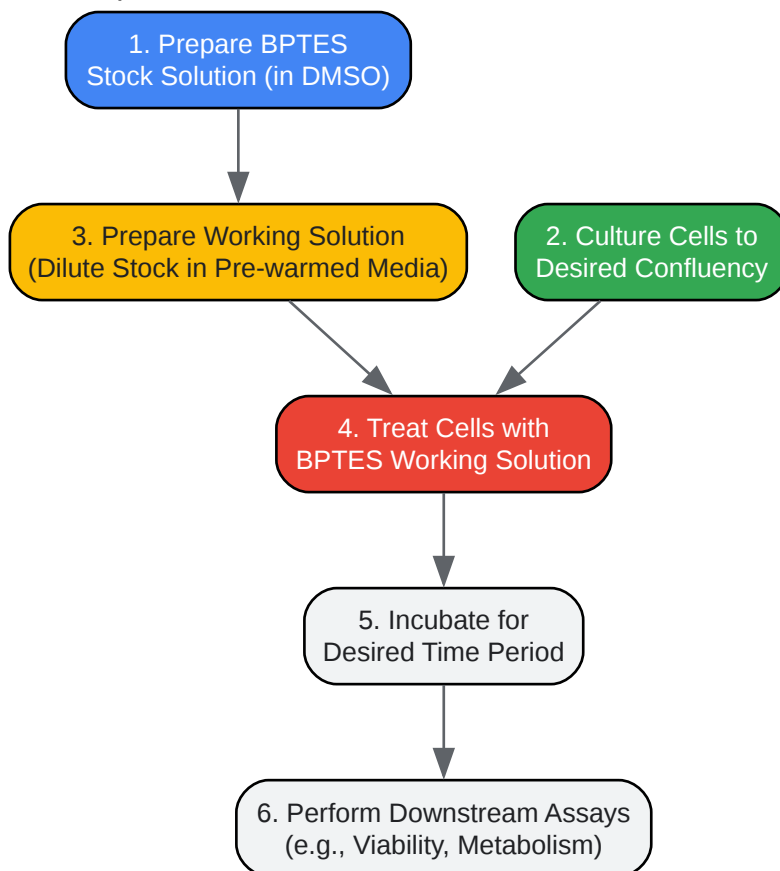 1. Prepare BPTES
Stock Solution (in DMSO)
3. Prepare Working Solution
(Dilute Stock in Pre-warmed Media)
2. Culture Cells to
Desired Confluency
4. Treat Cells with
BPTES Working Solution
5. Incubate for
Desired Time Period
6. Perform Downstream Assays
(e.g., Viability, Metabolism)